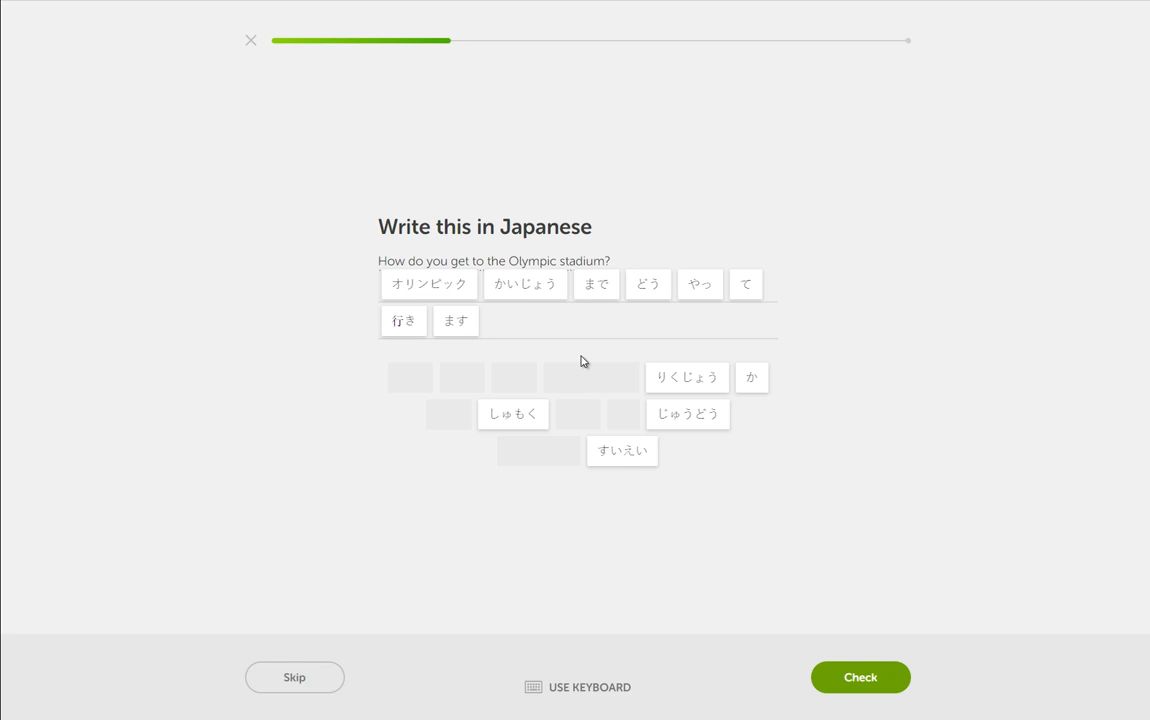 Write this in Japanese
How do you get to the Olympic stadium?
オリンピック かいじょう まで どう やっ て
行き ます
りくじょう か
しゅもく じゅうどう
すいえい
Skip USE KEYBOARD Check